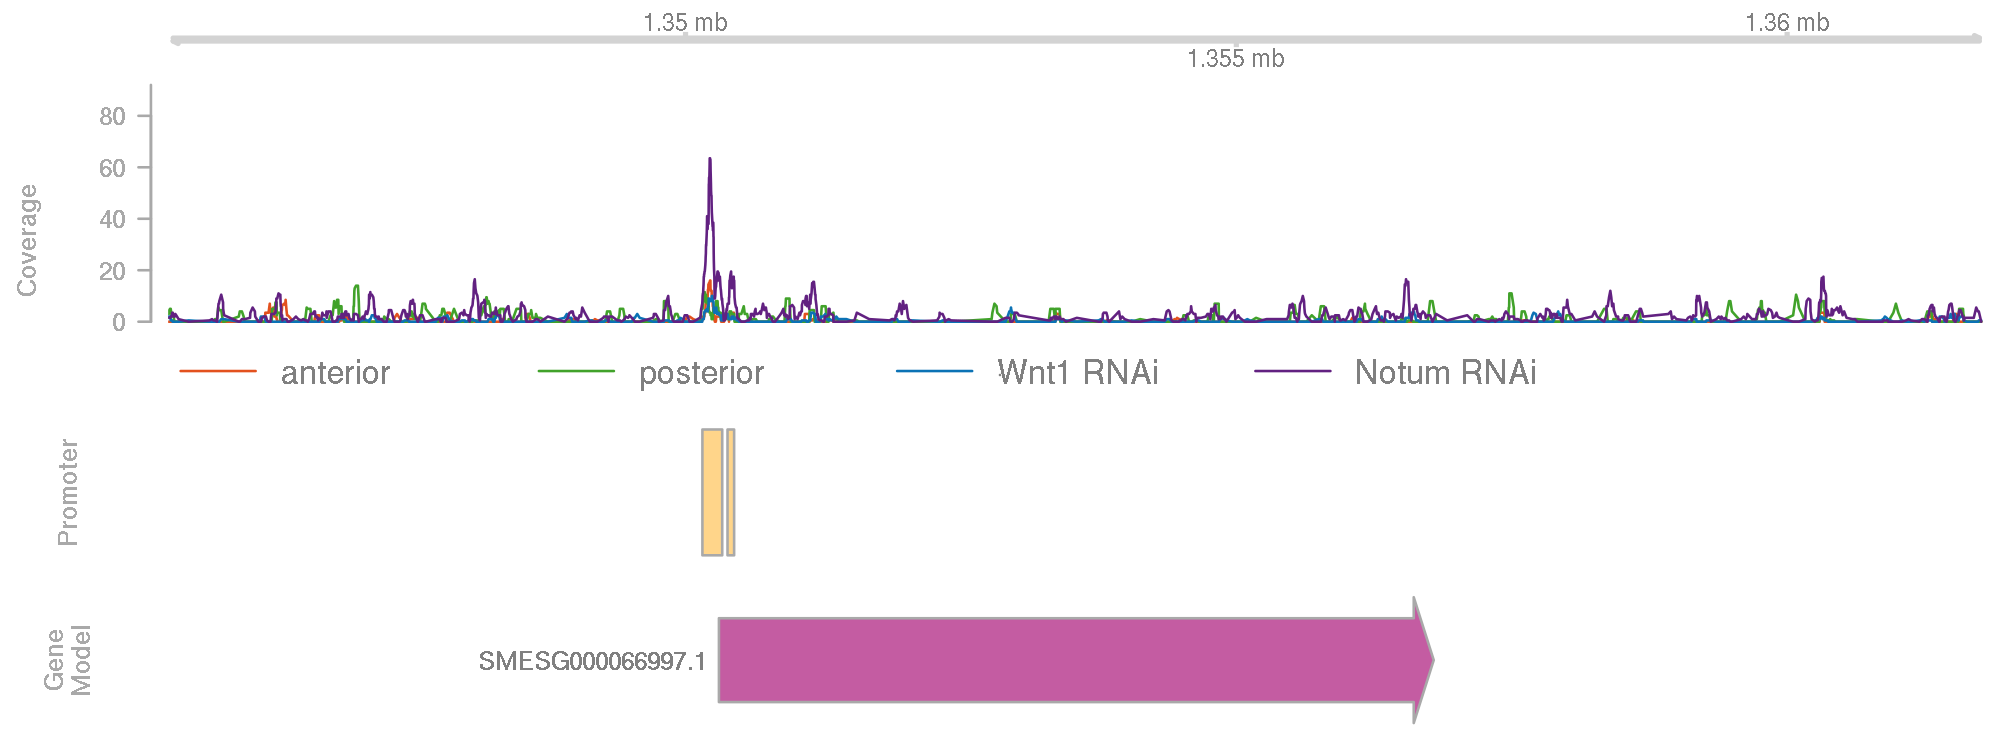 1.35 mb
1.36 mb
1.355 mb
80
60
40
20
0
Coverage
anterior posterior Wnt1 RNAi Notum RNAi
Promoter
SMESG000066997.1
Gene
Model